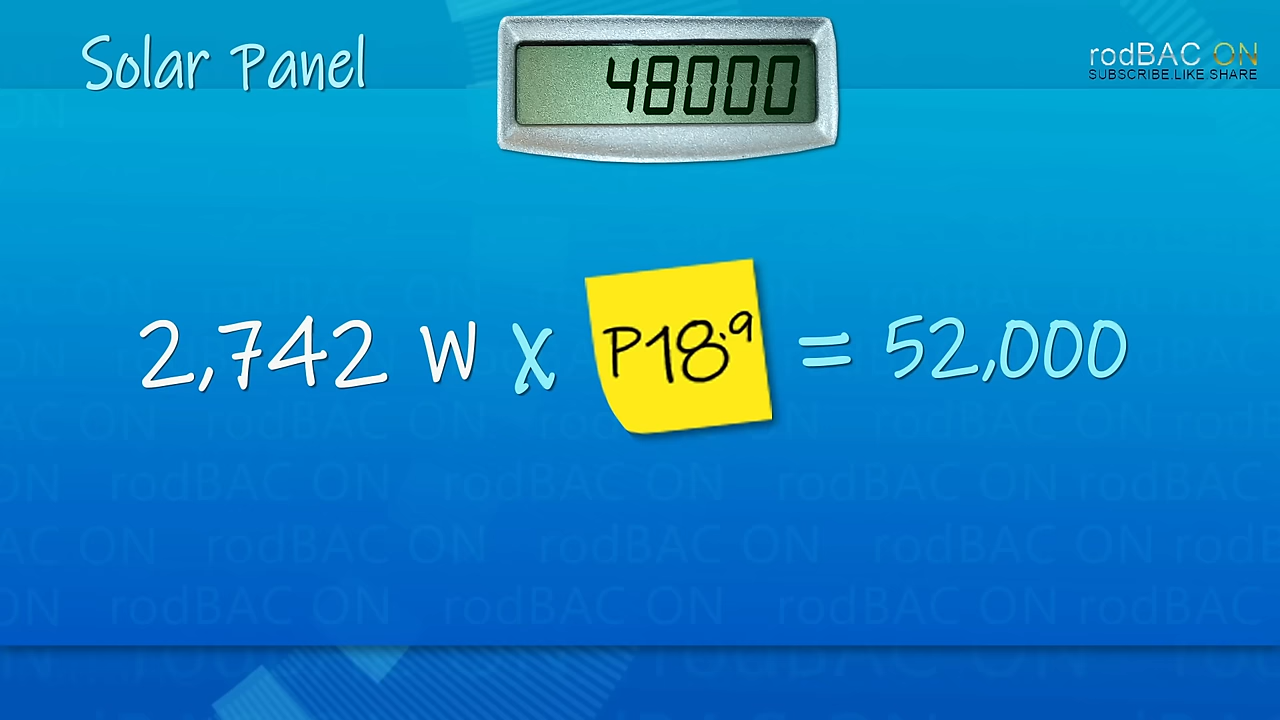 Solar Panel
48000
rodBAC ON
SUBSCRIBE.LIKE SHARE
2,742 W x P18.9 = 52,000